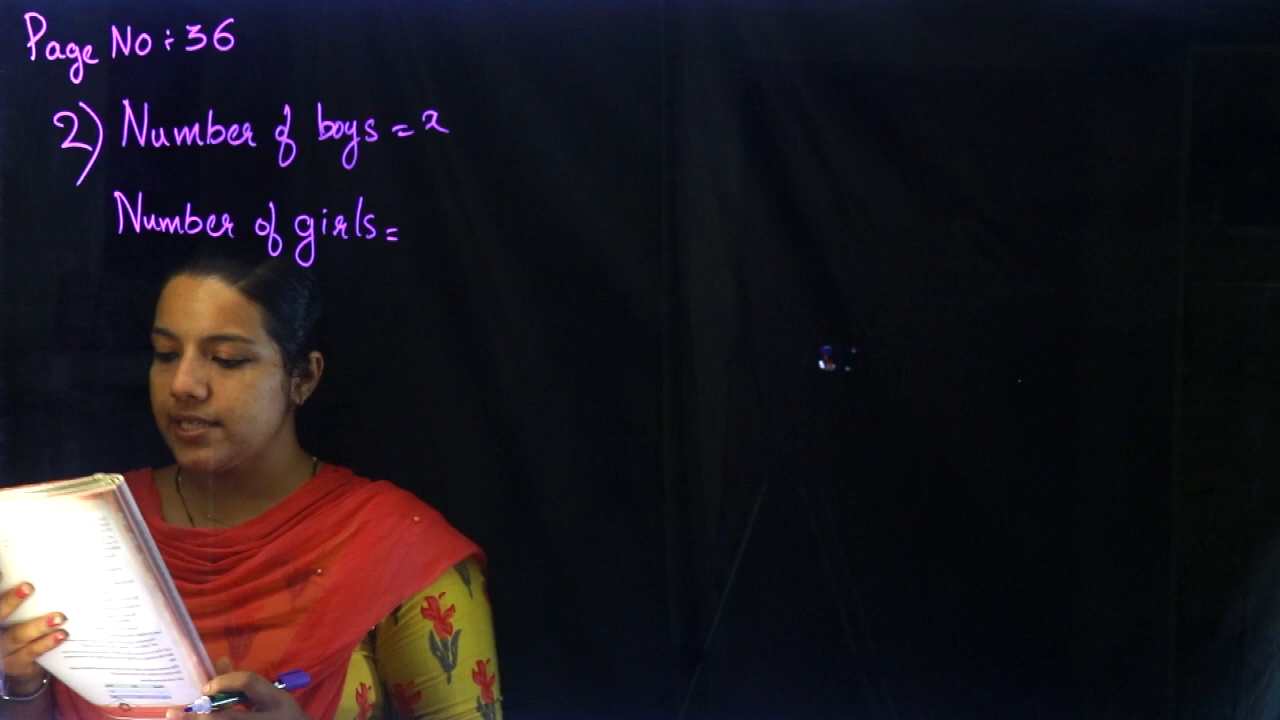 Page No ÷ 36
2) Number of boys = x
Number of girls =